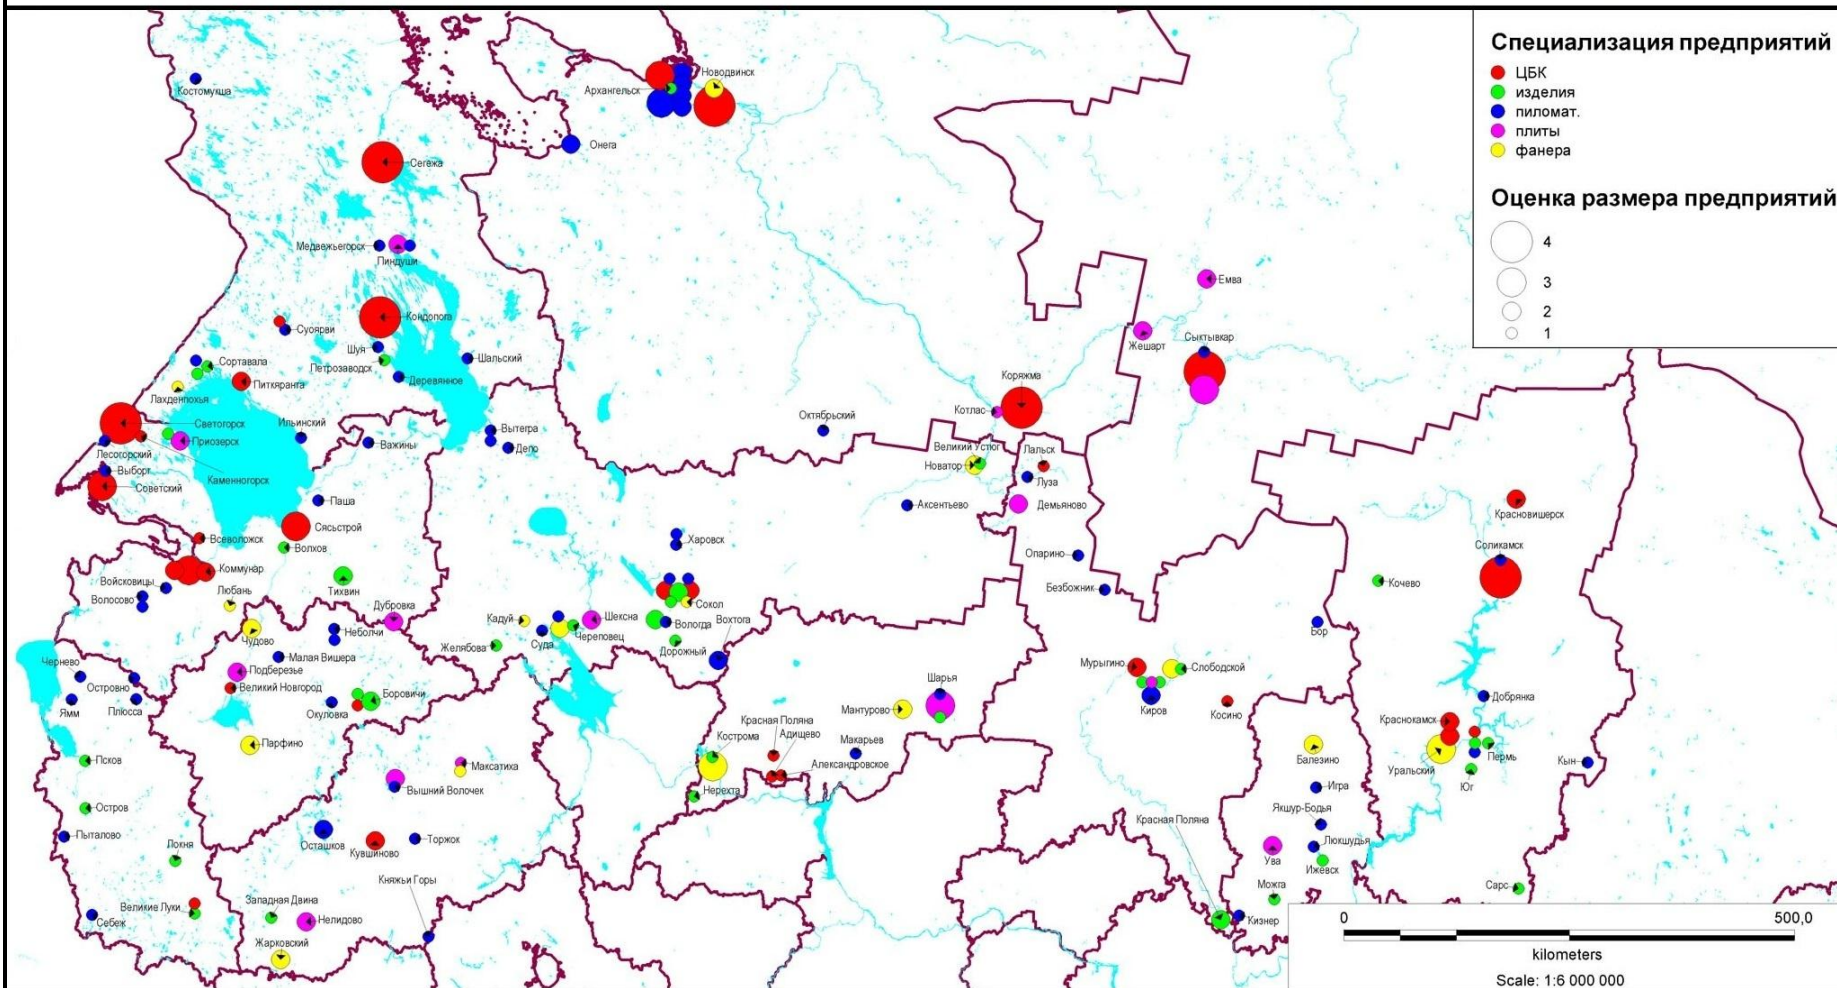 Специализация предприятий
ЦБК
изделия
пиломат.
плиты
фанера
Оценка размера предприятий
4
3
2
1
Костомукша
Архангельск
Новодвинск
Онега
Сегежа
Медвежьегорск
Пиндуши
Емва
Кондопога
Суоярви
Жешарт
Сыктывкар
Шуя
Шальский
Сортавала
Петрозаводск
Деревянное
Питкяранта
Лахденпохья
Коряжма
Котлас
Октябрьский
Светогорск
Ильинский
Вытегра
Приозерск
Важины
Дело
Великий Устюг
Лальск
Лесогорский
Новатор
Выборг
Каменногорск
Луза
Советский
Паша
Аксентьево
Демьяново
Красновишерск
Всеволожск
Сясьстрой
Харовск
Волхов
Опарино
Соликамск
Коммунар
Войсковицы
Тихвин
Безбожник
Кочево
Волосово
Любань
Дубровка
Кадуй
Шексна
Сокол
Вологда
Вохтога
Бор
Чудово
Неболчи
Суда
Череповец
Желябова
Дорожный
Малая Вишера
Чернево
Подберезье
Мурыгино
Слободской
Островно
Великий Новгород
Шарья
Ямм
Плюсса
Окуловка
Боровичи
Мантурово
Киров
Косино
Добрянка
Красная Поляна
Адищево
Краснокамск
Парфино
Кострома
Макарьев
Александровское
Балезино
Пермь
Псков
Максатиха
Уральский
Кын
Вышний Волочек
Нерехта
Игра
Юг
Остров
Якшур-Бодья
Красная Поляна
Пыталово
Осташков
Торжок
Люкшудья
Локня
Кувшиново
Ува
Ижевск
Княжьи Горы
Можга
Сарс
Западная Двина
Великие Луки
Себеж
Нелидово
Кизнер
Жарковский
0
500,0
kilometers
Scale: 1:6 000 000